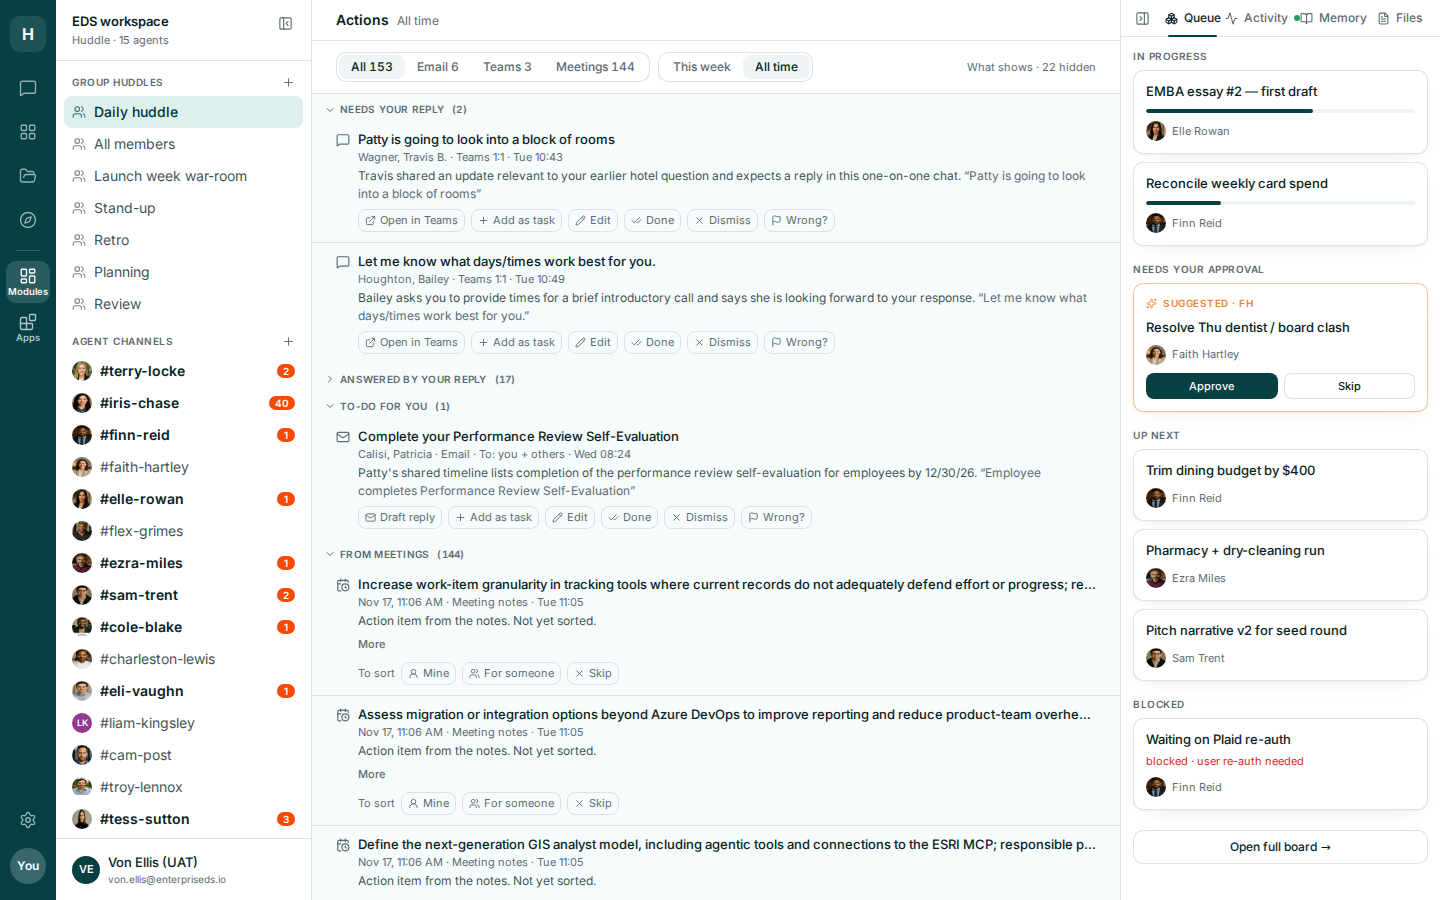 H
Modules
Apps
You
EDS workspace
Huddle · 15 agents
GROUP HUDDLES
Daily huddle
All members
Launch week war-room
Stand-up
Retro
Planning
Review
AGENT CHANNELS
#terry-locke 2
#iris-chase 40
#finn-reid 1
#faith-hartley
#elle-rowan 1
#flex-grimes
#ezra-miles 1
#sam-trent 2
#cole-blake 1
#charleston-lewis
#eli-vaughn 1
LK #liam-kingsley
#cam-post
#troy-lennox
#tess-sutton 3
VE
Von Ellis (UAT)
von.ellis@enterpriseds.io
Actions All time
All 153 Email 6 Teams 3 Meetings 144 This week All time What shows · 22 hidden
NEEDS YOUR REPLY (2)
Patty is going to look into a block of rooms
Wagner, Travis B. · Teams 1:1 · Tue 10:43
Travis shared an update relevant to your earlier hotel question and expects a reply in this one-on-one chat. “Patty is going to look
into a block of rooms”
Open in Teams Add as task Edit Done Dismiss Wrong?
Let me know what days/times work best for you.
Houghton, Bailey · Teams 1:1 · Tue 10:49
Bailey asks you to provide times for a brief introductory call and says she is looking forward to your response. “Let me know what
days/times work best for you.”
Open in Teams Add as task Edit Done Dismiss Wrong?
ANSWERED BY YOUR REPLY (17)
TO-DO FOR YOU (1)
Complete your Performance Review Self-Evaluation
Calisi, Patricia · Email · To: you + others · Wed 08:24
Patty's shared timeline lists completion of the performance review self-evaluation for employees by 12/30/26. “Employee
completes Performance Review Self-Evaluation”
Draft reply Add as task Edit Done Dismiss Wrong?
FROM MEETINGS (144)
Increase work-item granularity in tracking tools where current records do not adequately defend effort or progress; re...
Nov 17, 11:06 AM · Meeting notes · Tue 11:05
Action item from the notes. Not yet sorted.
More
To sort Mine For someone Skip
Assess migration or integration options beyond Azure DevOps to improve reporting and reduce product-team overhe...
Nov 17, 11:06 AM · Meeting notes · Tue 11:05
Action item from the notes. Not yet sorted.
More
To sort Mine For someone Skip
Define the next-generation GIS analyst model, including agentic tools and connections to the ESRI MCP; responsible p...
Nov 17, 11:06 AM · Meeting notes · Tue 11:05
Action item from the notes. Not yet sorted.
Queue Activity Memory Files
IN PROGRESS
EMBA essay #2 — first draft
Elle Rowan
Reconcile weekly card spend
Finn Reid
NEEDS YOUR APPROVAL
SUGGESTED · FH
Resolve Thu dentist / board clash
Faith Hartley
Approve Skip
UP NEXT
Trim dining budget by $400
Finn Reid
Pharmacy + dry-cleaning run
Ezra Miles
Pitch narrative v2 for seed round
Sam Trent
BLOCKED
Waiting on Plaid re-auth
blocked · user re-auth needed
Finn Reid
Open full board →